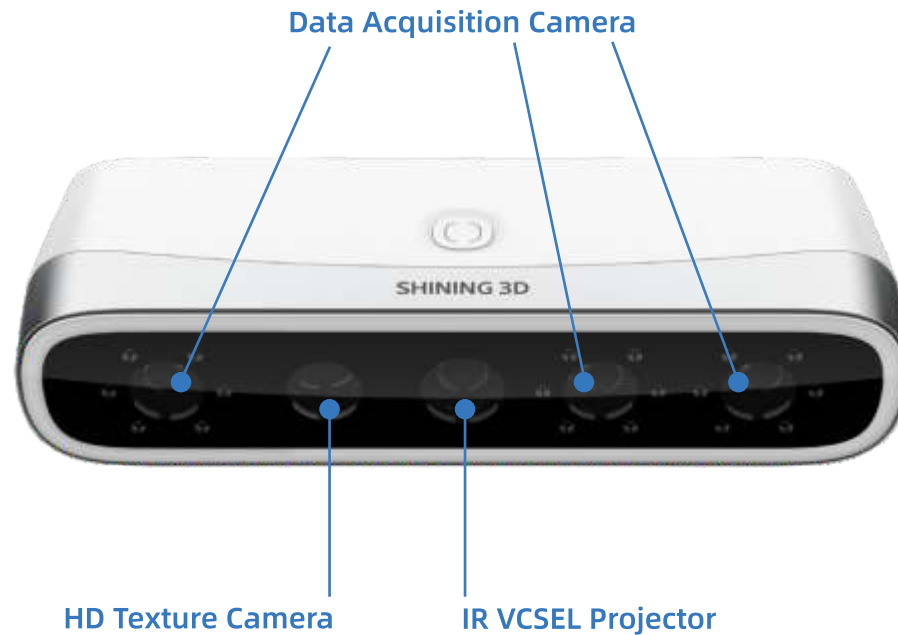 Data Acquisition Camera
SHINING 3D
HD Texture Camera
IR VCSEL Projector